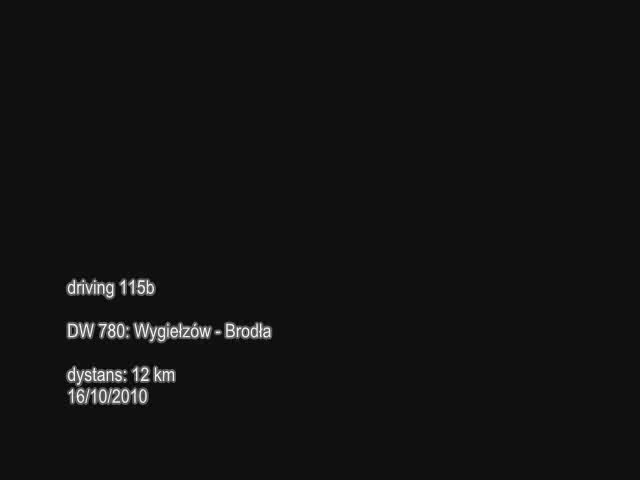 driving 115b
DW 780: Wygiełzów - Brodła
dystans: 12 km
16/10/2010